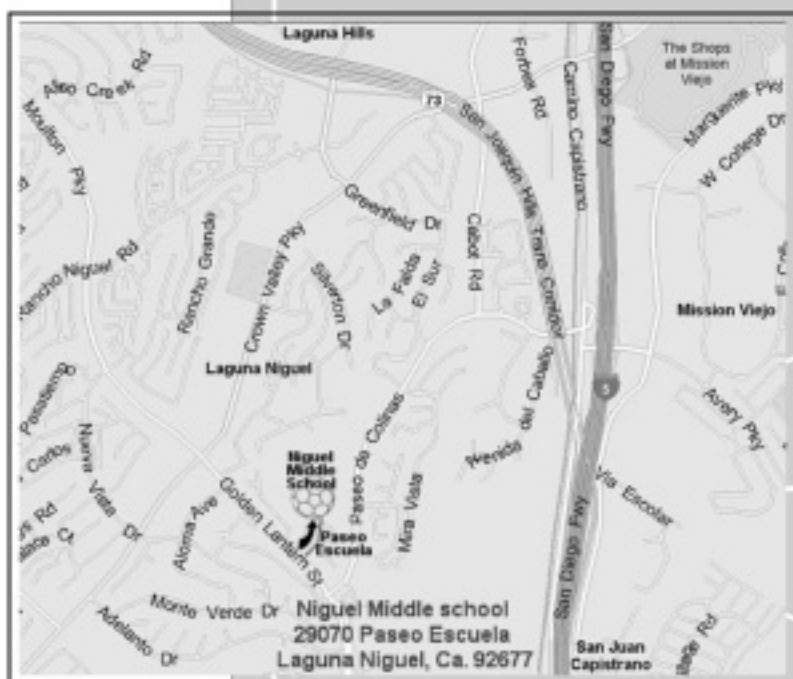 Laguna Hills
Aliso Creek Rd
Moulton Pky
Forbes Rd
Camino Capistrano
San Diego Fwy
The Shops
at Mission
Viejo
Marguerite Pky
W College Dr
73
San Joaquin Hills Trans Corridor
Greenfield Dr
Cabot Rd
Rancho Niguel Rd
Rancho Grande
Crown Valley Pky
Silverton Dr
La Falda
El Sur
Mission Viejo
Laguna Niguel
5
Avery Pky
del Caballo
Paseo de Colinas
Nueva Vista Dr
Carlos
Niguel
Middle
School
Golden Lantern St
Mira Vista
Via Escolar
Aloma Ave
Paseo
Escuela
San Diego Fwy
Monte Verde Dr
Adelanto Dr
Niguel Middle school
29070 Paseo Escuela
Laguna Niguel, Ca. 92677
San Juan
Capistrano